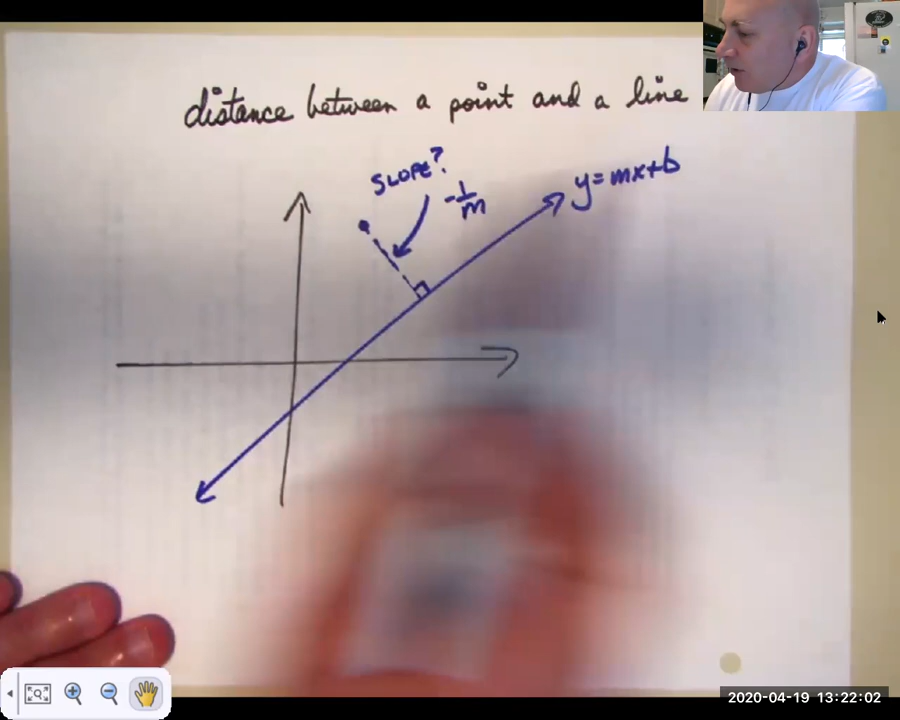 distance between a point and a line
SLOPE?
-1/m
y=mx+b
2020-04-19 13:22:02